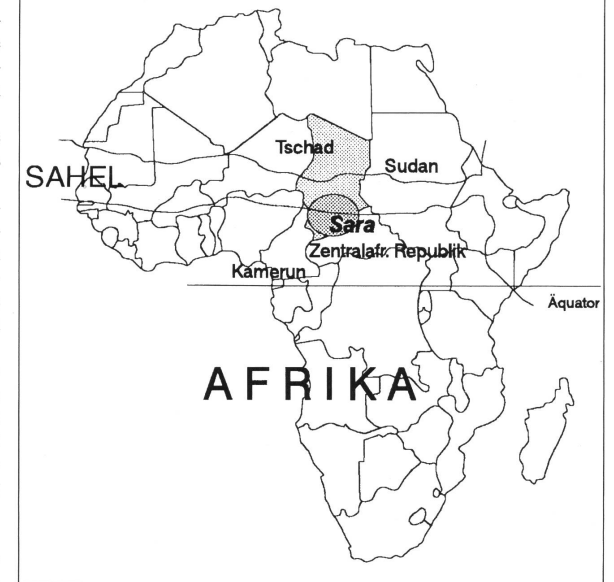 Tschad
Sudan
SAHEL
Sara
Zentralafr. Republik
Kamerun
Äquator
AFRIKA